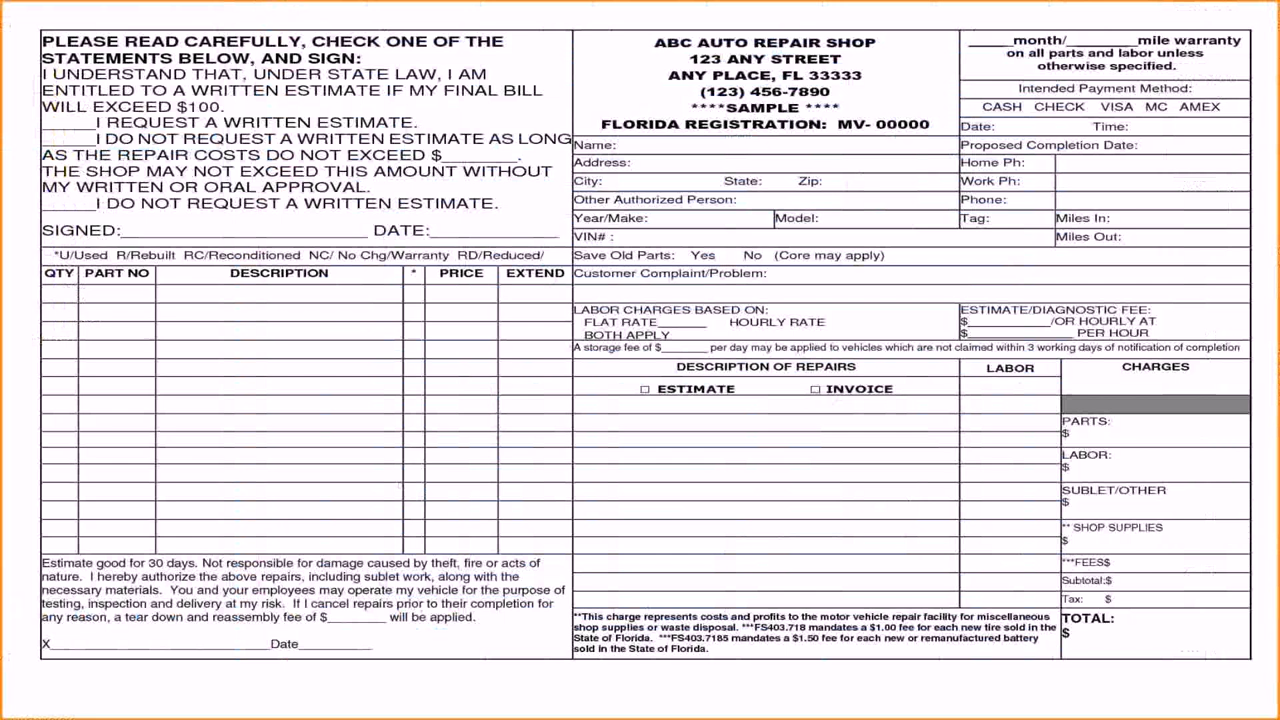 PLEASE READ CAREFULLY, CHECK ONE OF THE
STATEMENTS BELOW, AND SIGN:
I UNDERSTAND THAT, UNDER STATE LAW, I AM
ENTITLED TO A WRITTEN ESTIMATE IF MY FINAL BILL
WILL EXCEED $100.
______I REQUEST A WRITTEN ESTIMATE.
______I DO NOT REQUEST A WRITTEN ESTIMATE AS LONG
AS THE REPAIR COSTS DO NOT EXCEED $________.
THE SHOP MAY NOT EXCEED THIS AMOUNT WITHOUT
MY WRITTEN OR ORAL APPROVAL.
______I DO NOT REQUEST A WRITTEN ESTIMATE.
SIGNED:___________________________ DATE:______________
ABC AUTO REPAIR SHOP
123 ANY STREET
ANY PLACE, FL 33333
(123) 456-7890
****SAMPLE ****
FLORIDA REGISTRATION: MV- 00000
______month/_________mile warranty
on all parts and labor unless
otherwise specified.
Intended Payment Method:
CASH CHECK VISA MC AMEX
Date: Time:
Name: Proposed Completion Date:
Address: Home Ph:
City: State: Zip: Work Ph:
Other Authorized Person: Phone:
Year/Make: Model: Tag: Miles In:
VIN# : Miles Out:
*U/Used R/Rebuilt RC/Reconditioned NC/ No Chg/Warranty RD/Reduced/
QTY PART NO DESCRIPTION * PRICE EXTEND
Save Old Parts: Yes No (Core may apply)
Customer Complaint/Problem:
LABOR CHARGES BASED ON:
FLAT RATE_______ HOURLY RATE
BOTH APPLY
ESTIMATE/DIAGNOSTIC FEE:
$____________/OR HOURLY AT
$_______________ PER HOUR
A storage fee of $________ per day may be applied to vehicles which are not claimed within 3 working days of notification of completion
DESCRIPTION OF REPAIRS LABOR CHARGES
☐ ESTIMATE ☐ INVOICE
PARTS:
$
LABOR:
$
SUBLET/OTHER
$
** SHOP SUPPLIES
$
***FEES$
Subtotal:$
Tax: $
TOTAL:
$
Estimate good for 30 days. Not responsible for damage caused by theft, fire or acts of
nature. I hereby authorize the above repairs, including sublet work, along with the
necessary materials. You and your employees may operate my vehicle for the purpose of
testing, inspection and delivery at my risk. If I cancel repairs prior to their completion for
any reason, a tear down and reassembly fee of $_________ will be applied.
X___________________________________Date___________
**This charge represents costs and profits to the motor vehicle repair facility for miscellaneous
shop supplies or waste disposal. ***FS403.718 mandates a $1.00 fee for each new tire sold in the
State of Florida. ***FS403.7185 mandates a $1.50 fee for each new or remanufactured battery
sold in the State of Florida.